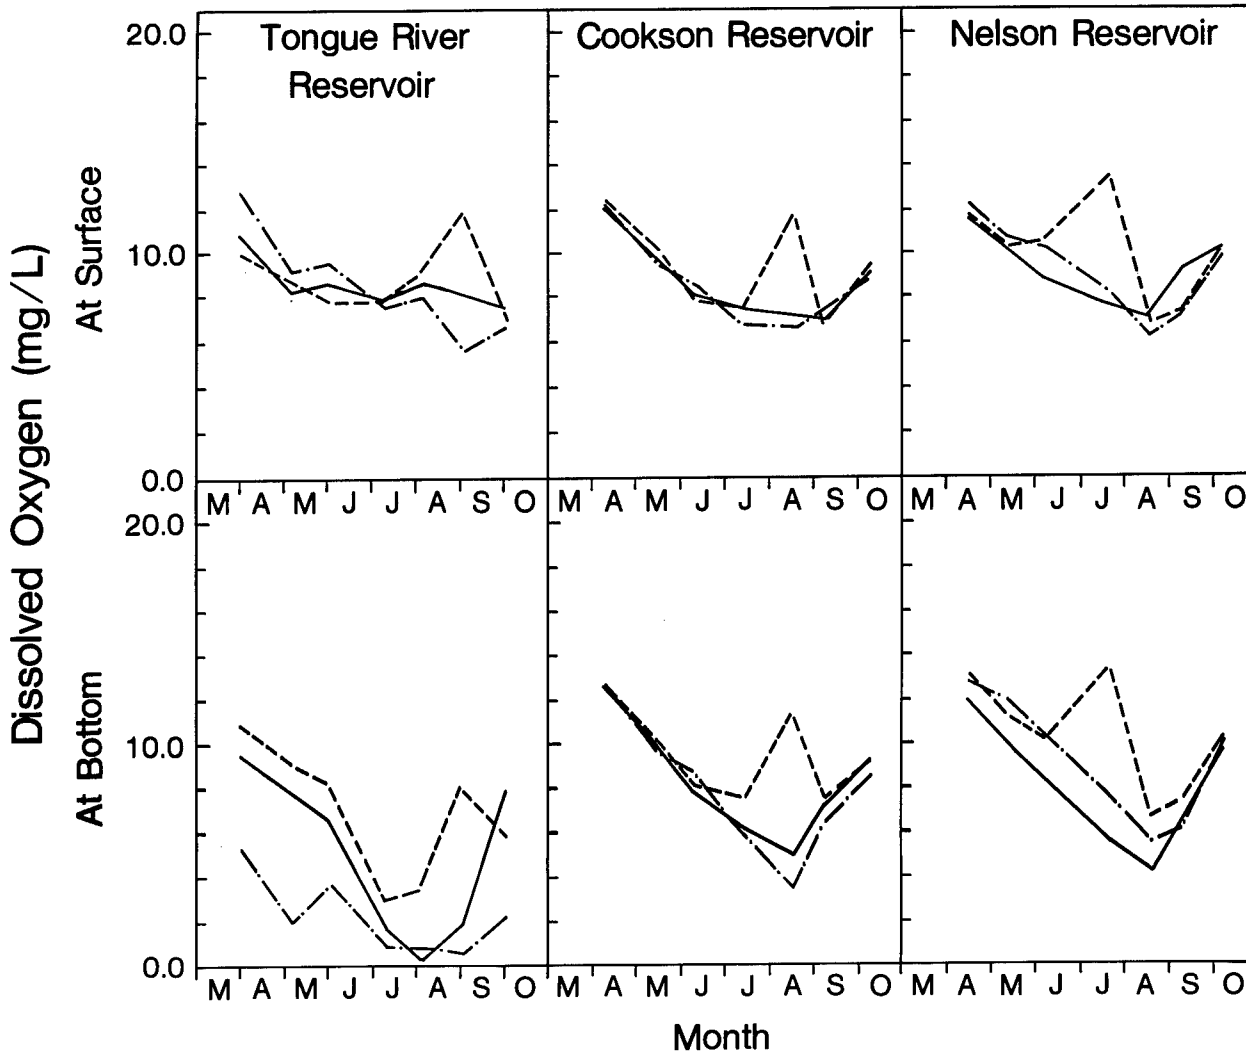 Dissolved Oxygen (mg/L)
At Surface
At Bottom
Tongue River
Reservoir
Cookson Reservoir
Nelson Reservoir
20.0
10.0
0.0
M A M J J A S O
M A M J J A S O
M A M J J A S O
20.0
10.0
0.0
M A M J J A S O
M A M J J A S O
M A M J J A S O
Month